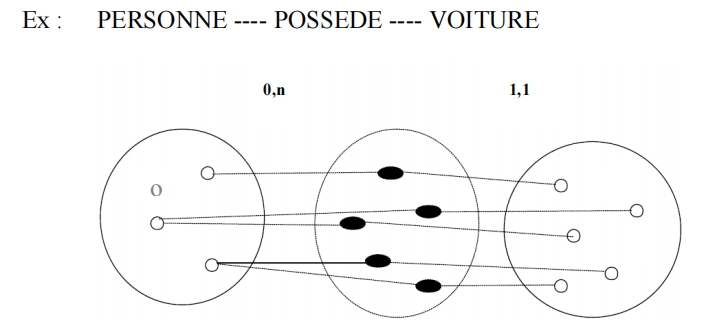 Ex : PERSONNE ---- POSSEDE ---- VOITURE
0,n 1,1
o